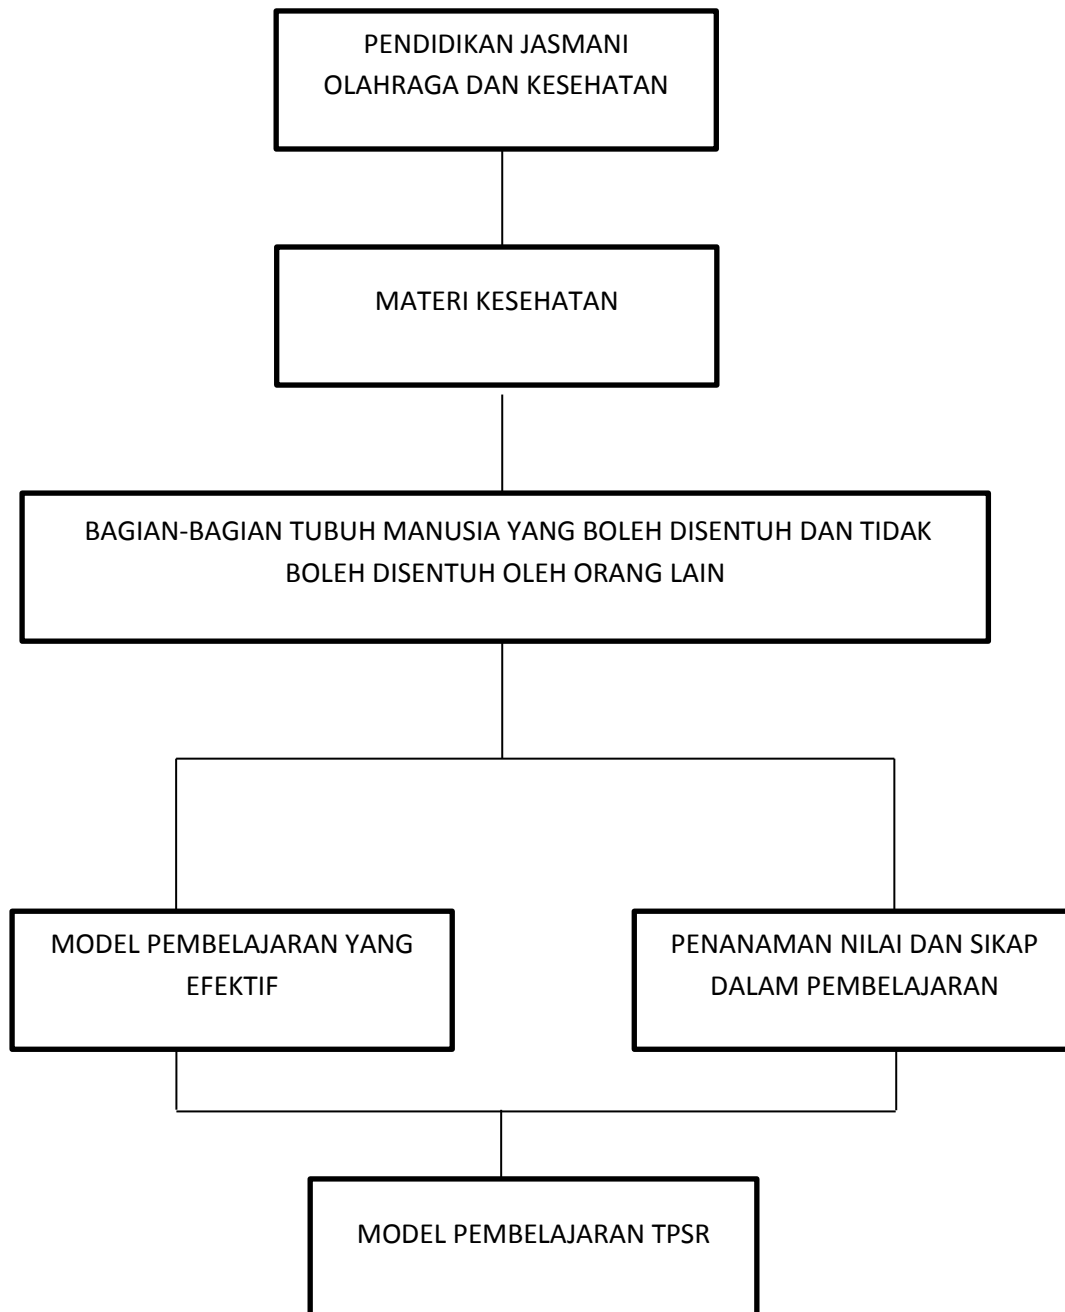 PENDIDIKAN JASMANI
OLAHRAGA DAN KESEHATAN
MATERI KESEHATAN
BAGIAN-BAGIAN TUBUH MANUSIA YANG BOLEH DISENTUH DAN TIDAK
BOLEH DISENTUH OLEH ORANG LAIN
MODEL PEMBELAJARAN YANG
EFEKTIF
PENANAMAN NILAI DAN SIKAP
DALAM PEMBELAJARAN
MODEL PEMBELAJARAN TPSR